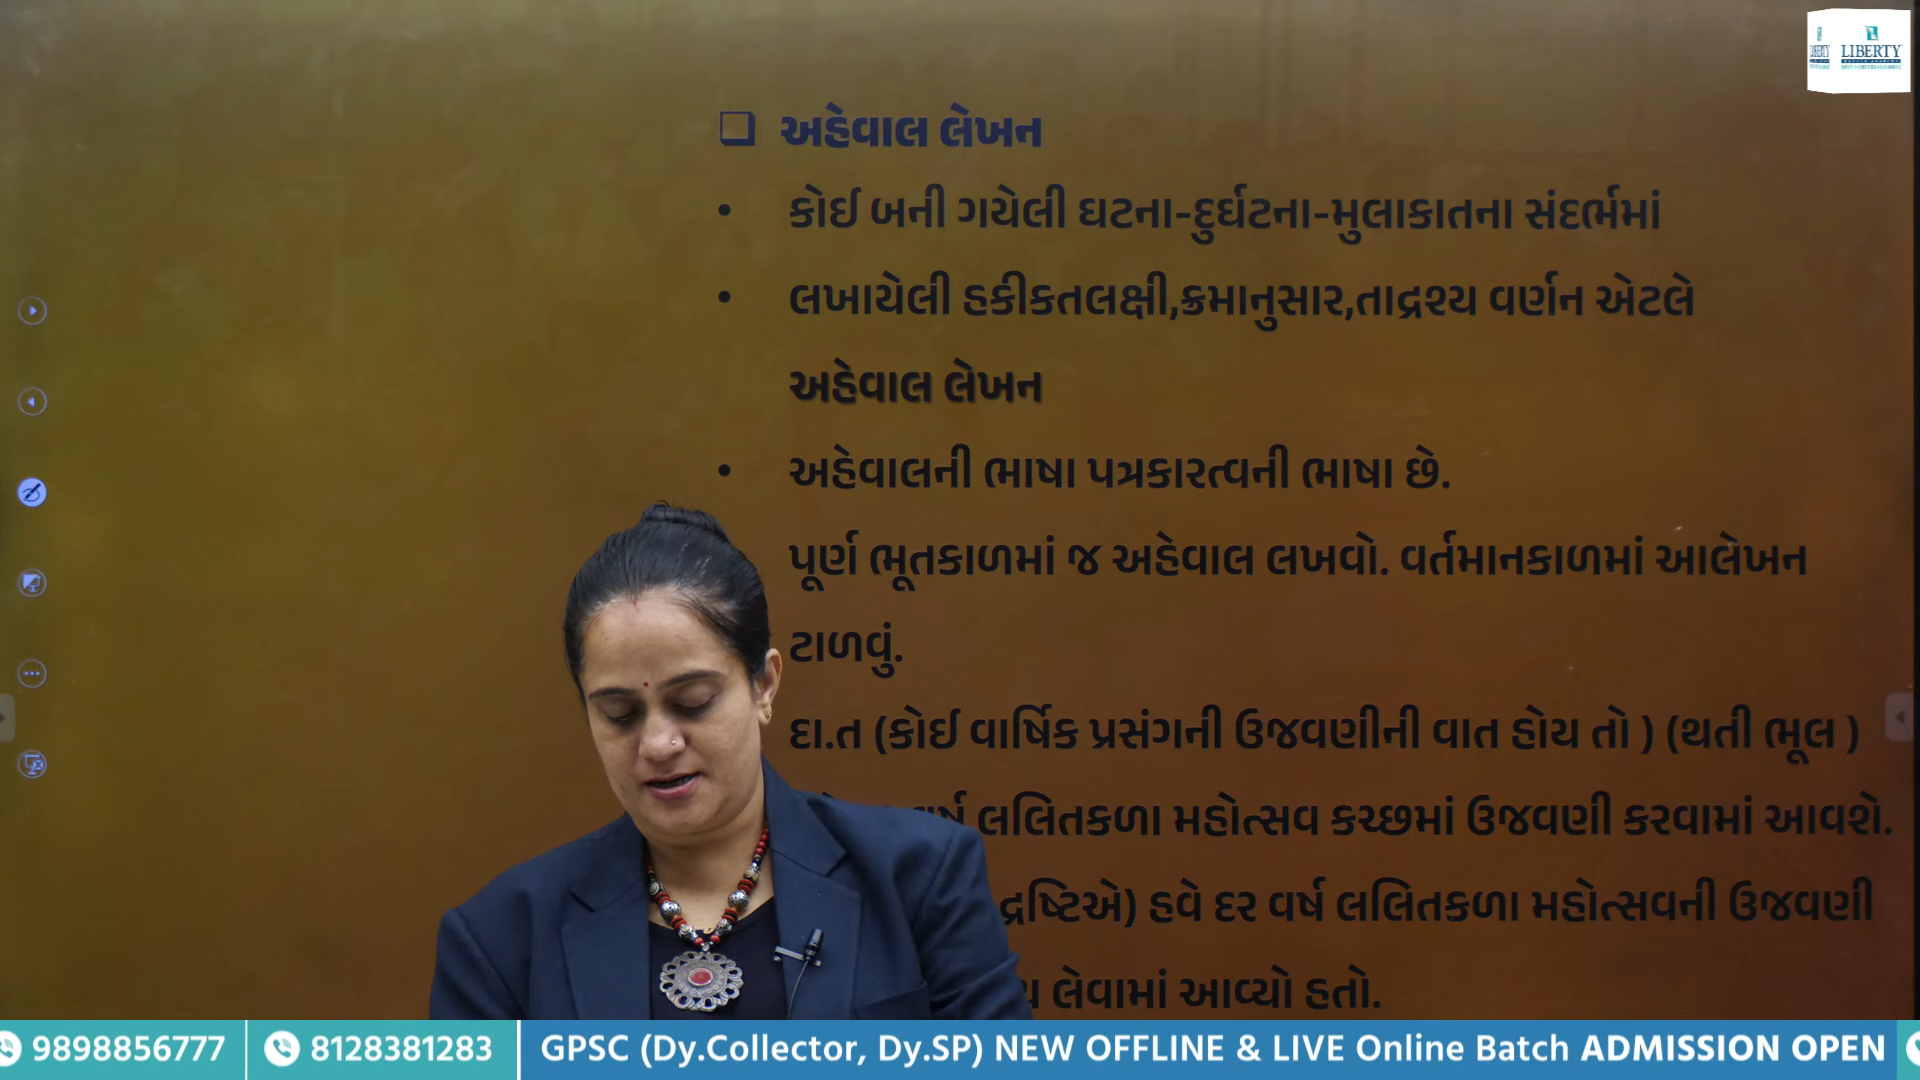 LIBERTY
અહેવાલ લેખન
• કોઈ બની ગયેલી ઘટના-દુર્ઘટના-મુલાકાતના સંદર્ભમાં
• લખાયેલી હકીકતલક્ષી,ક્રમાનુસાર,તાદ્રશ્ય વર્ણન એટલે
અહેવાલ લેખન
• અહેવાલની ભાષા પત્રકારત્વની ભાષા છે.
પૂર્ણ ભૂતકાળમાં જ અહેવાલ લખવો. વર્તમાનકાળમાં આલેખન
ટાળવું.
દા.ત (કોઈ વાર્ષિક પ્રસંગની ઉજવણીની વાત હોય તો ) (થતી ભૂલ )
લલિતકળા મહોત્સવ કચ્છમાં ઉજવણી કરવામાં આવશે.
દ્રષ્ટિએ) હવે દર વર્ષ લલિતકળા મહોત્સવની ઉજવણી
લેવામાં આવ્યો હતો.
9898856777 8128381283 GPSC (Dy.Collector, Dy.SP) NEW OFFLINE & LIVE Online Batch ADMISSION OPEN